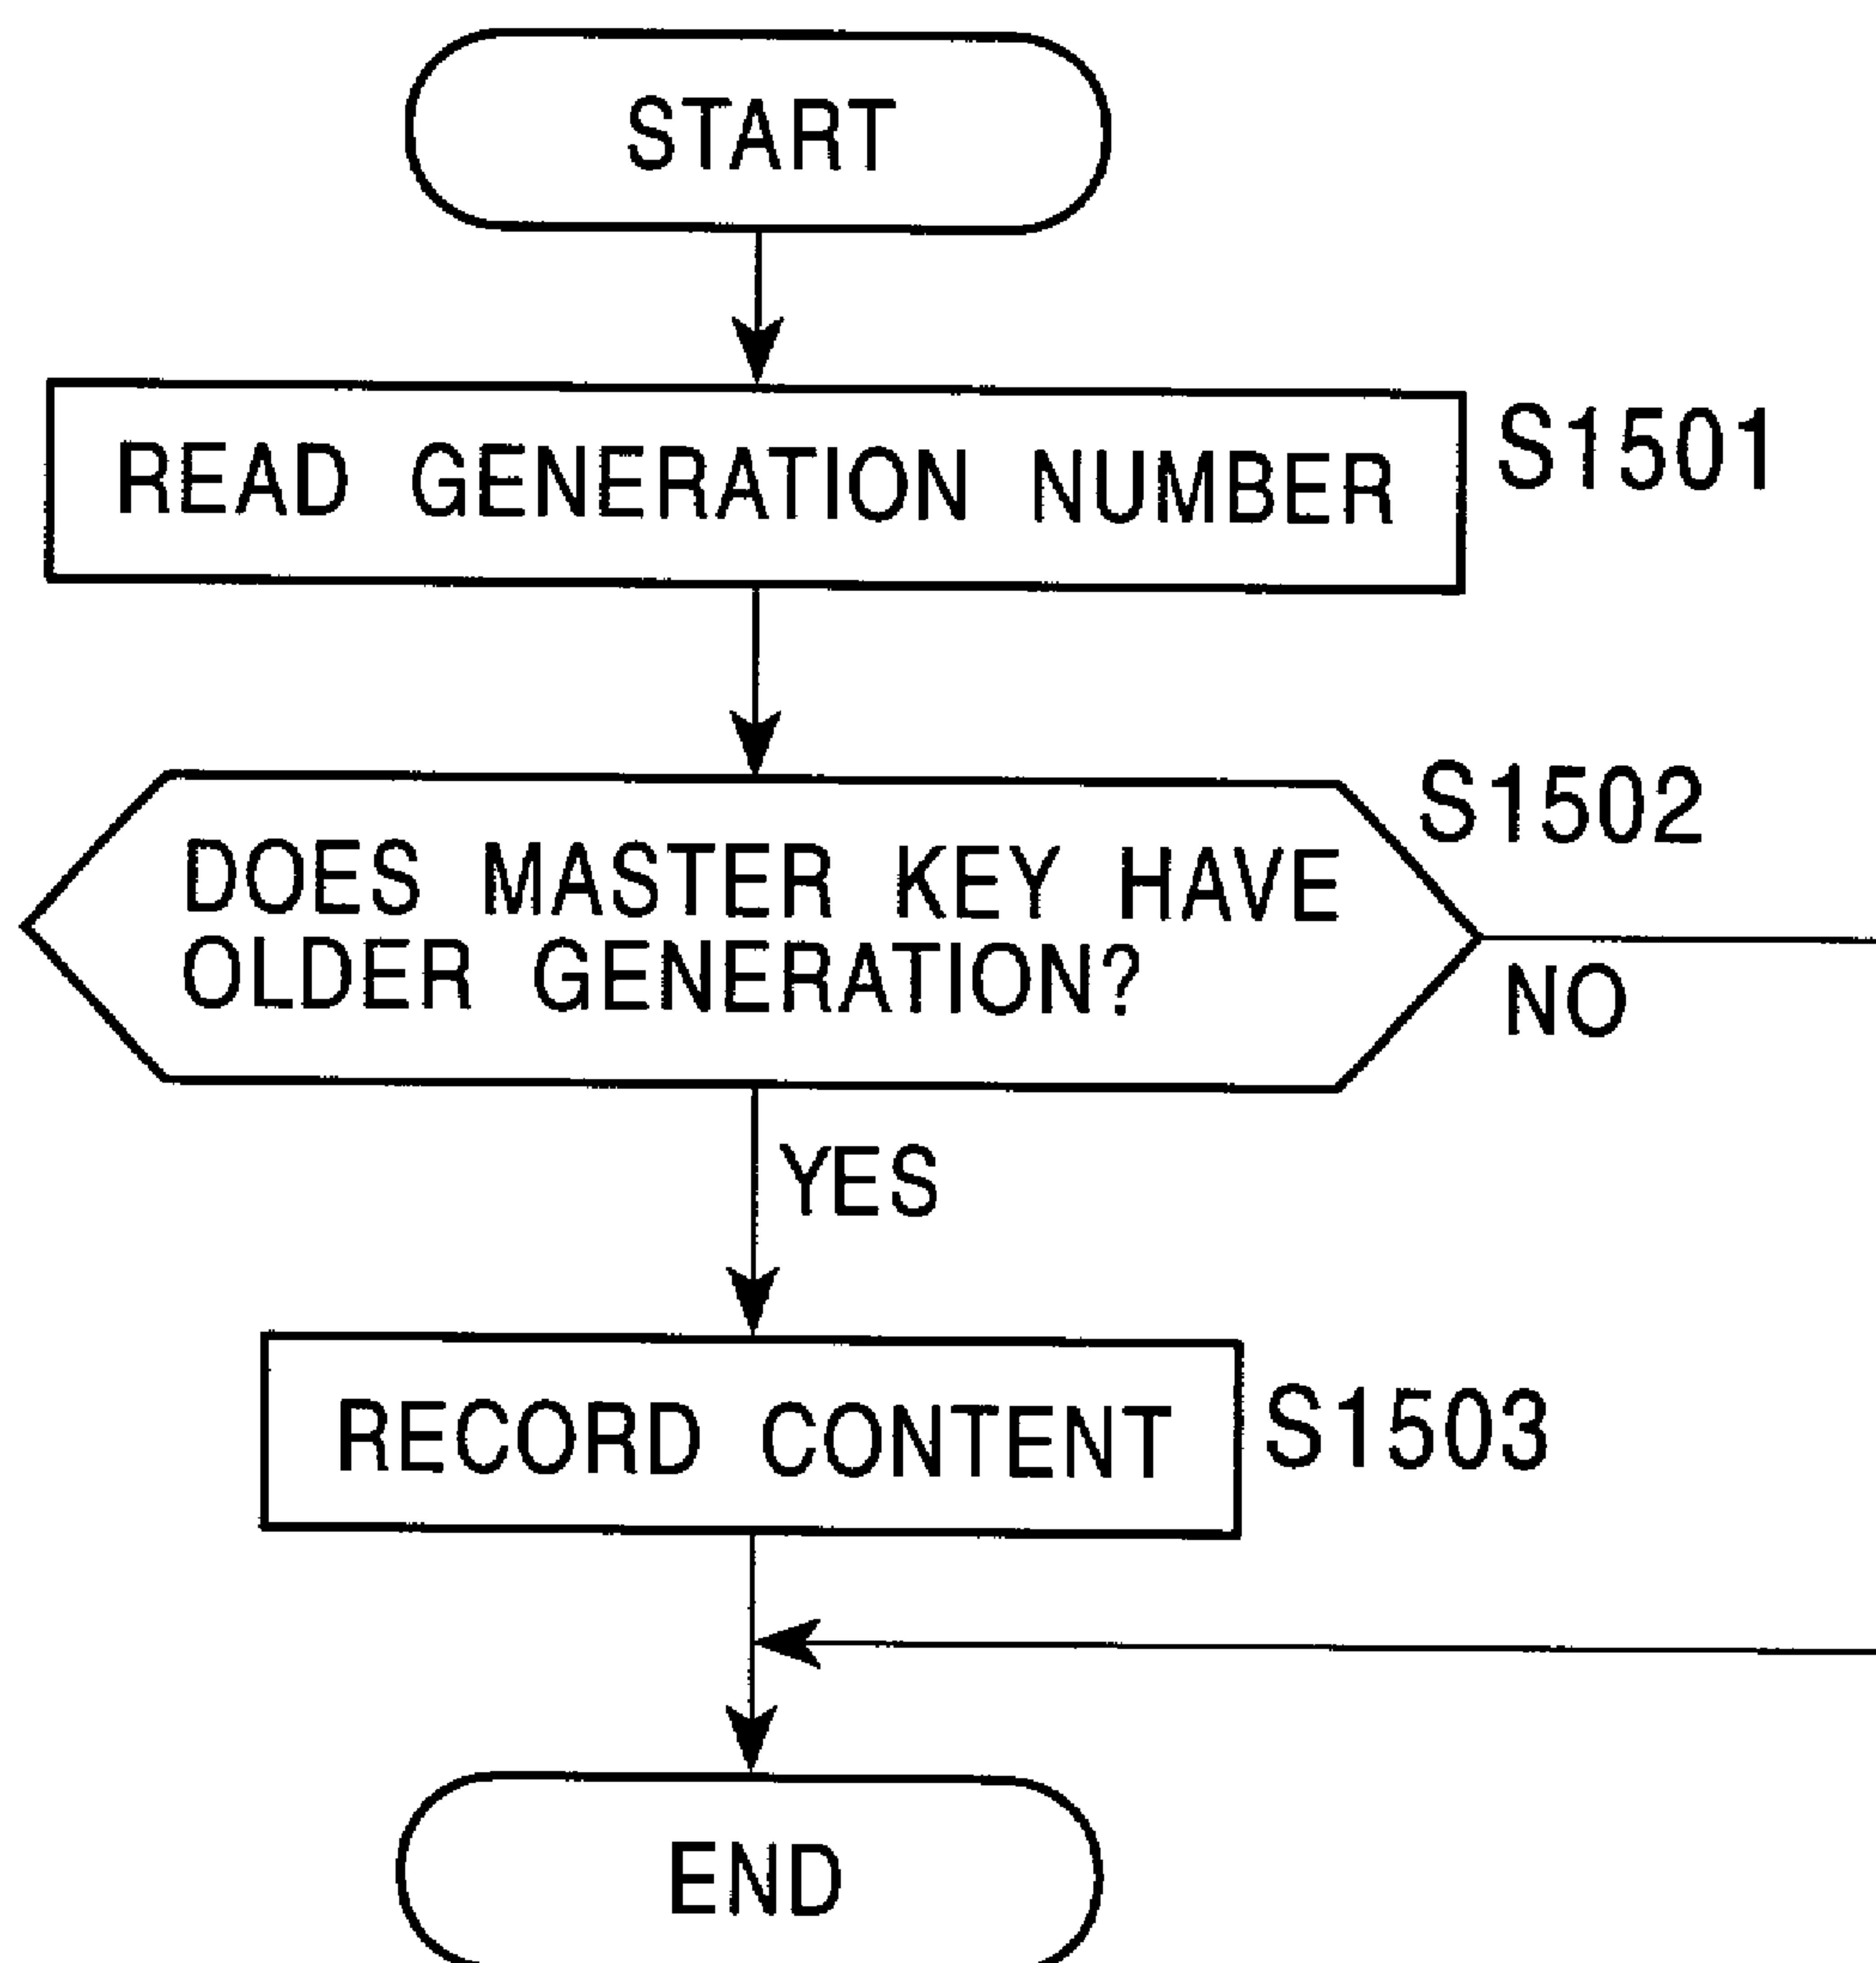 START
READ GENERATION NUMBER
S1501
S1502
DOES MASTER KEY HAVE
OLDER GENERATION?
NO
YES
RECORD CONTENT
S1503
END